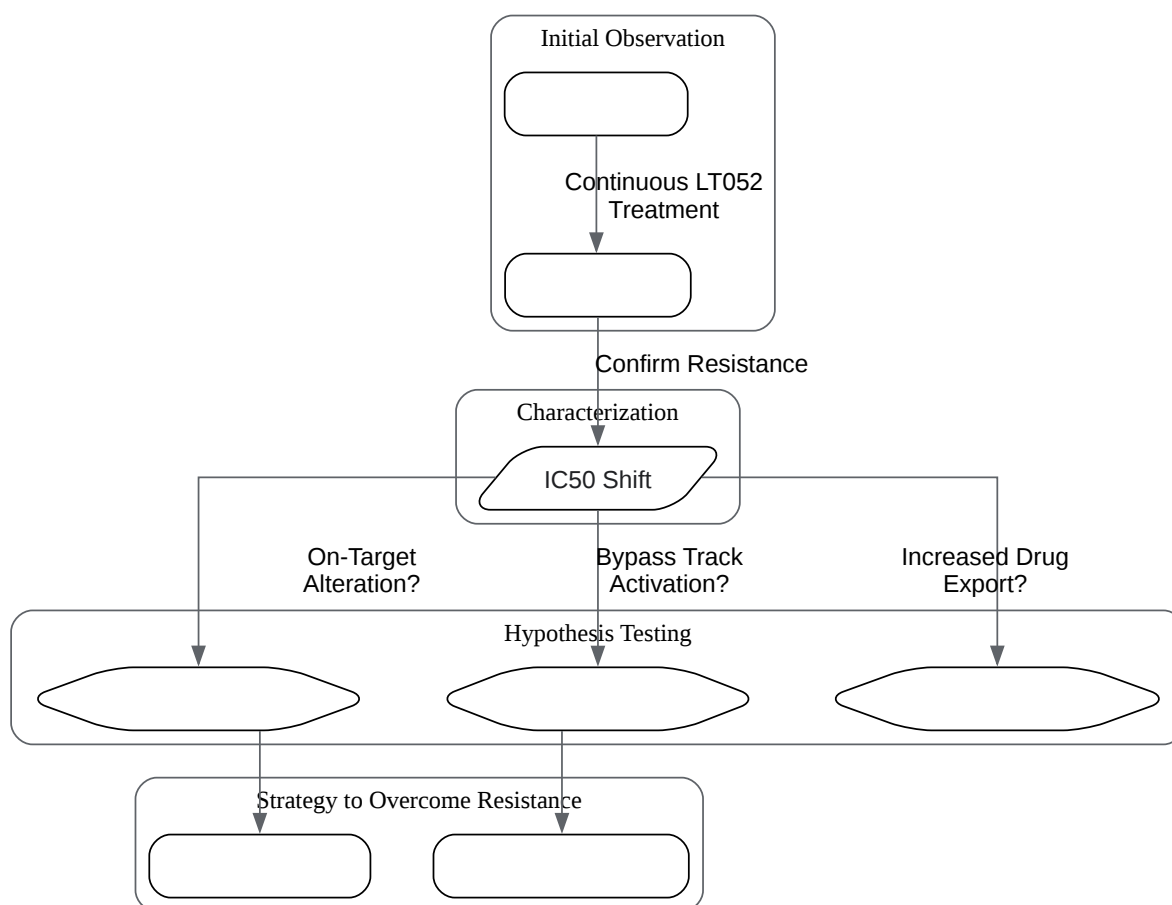 Initial Observation
Continuous LT052
Treatment
Confirm Resistance
Characterization
IC50 Shift
On-Target
Alteration?
Bypass Track
Activation?
Increased Drug
Export?
Hypothesis Testing
Strategy to Overcome Resistance